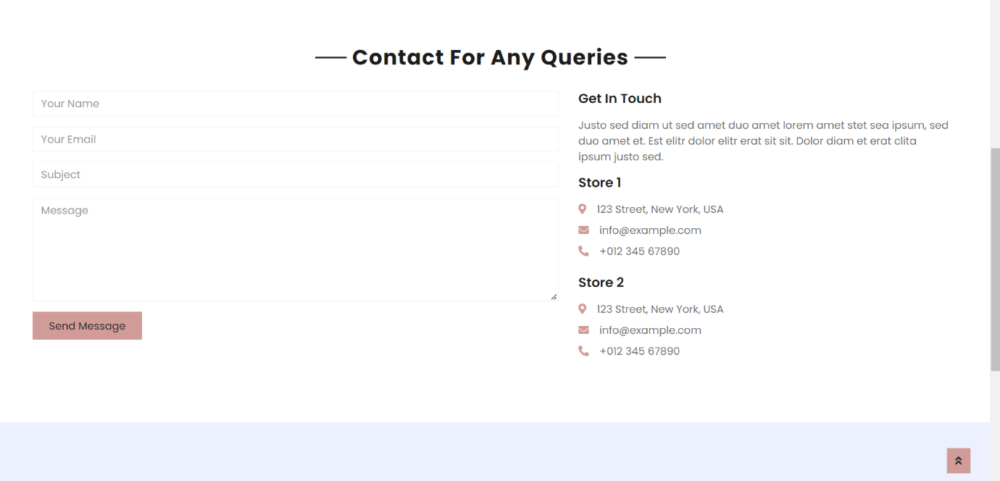 Contact For Any Queries
Your Name
Your Email
Subject
Message
Send Message
Get In Touch
Justo sed diam ut sed amet duo amet lorem amet stet sea ipsum, sed
duo amet et. Est elitr dolor elitr erat sit sit. Dolor diam et erat clita
ipsum justo sed.
Store 1
123 Street, New York, USA
info@example.com
+012 345 67890
Store 2
123 Street, New York, USA
info@example.com
+012 345 67890